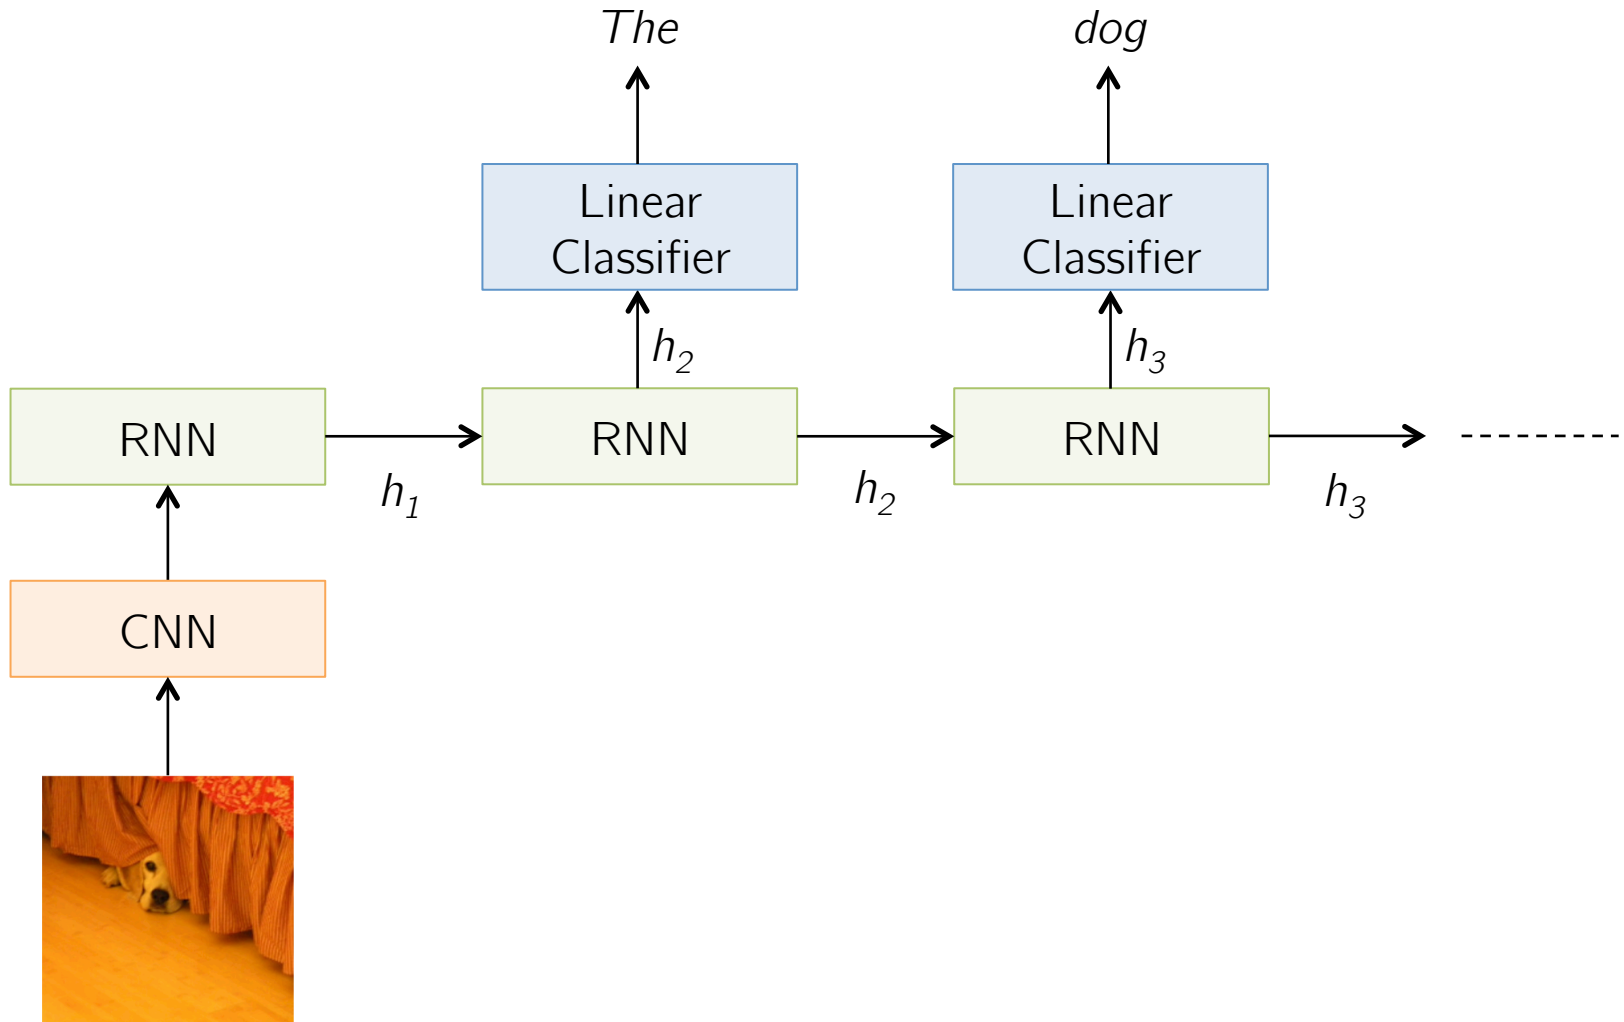 The
dog
Linear
Classifier
Linear
Classifier
h2
h3
RNN
RNN
RNN
h1
h2
h3
CNN